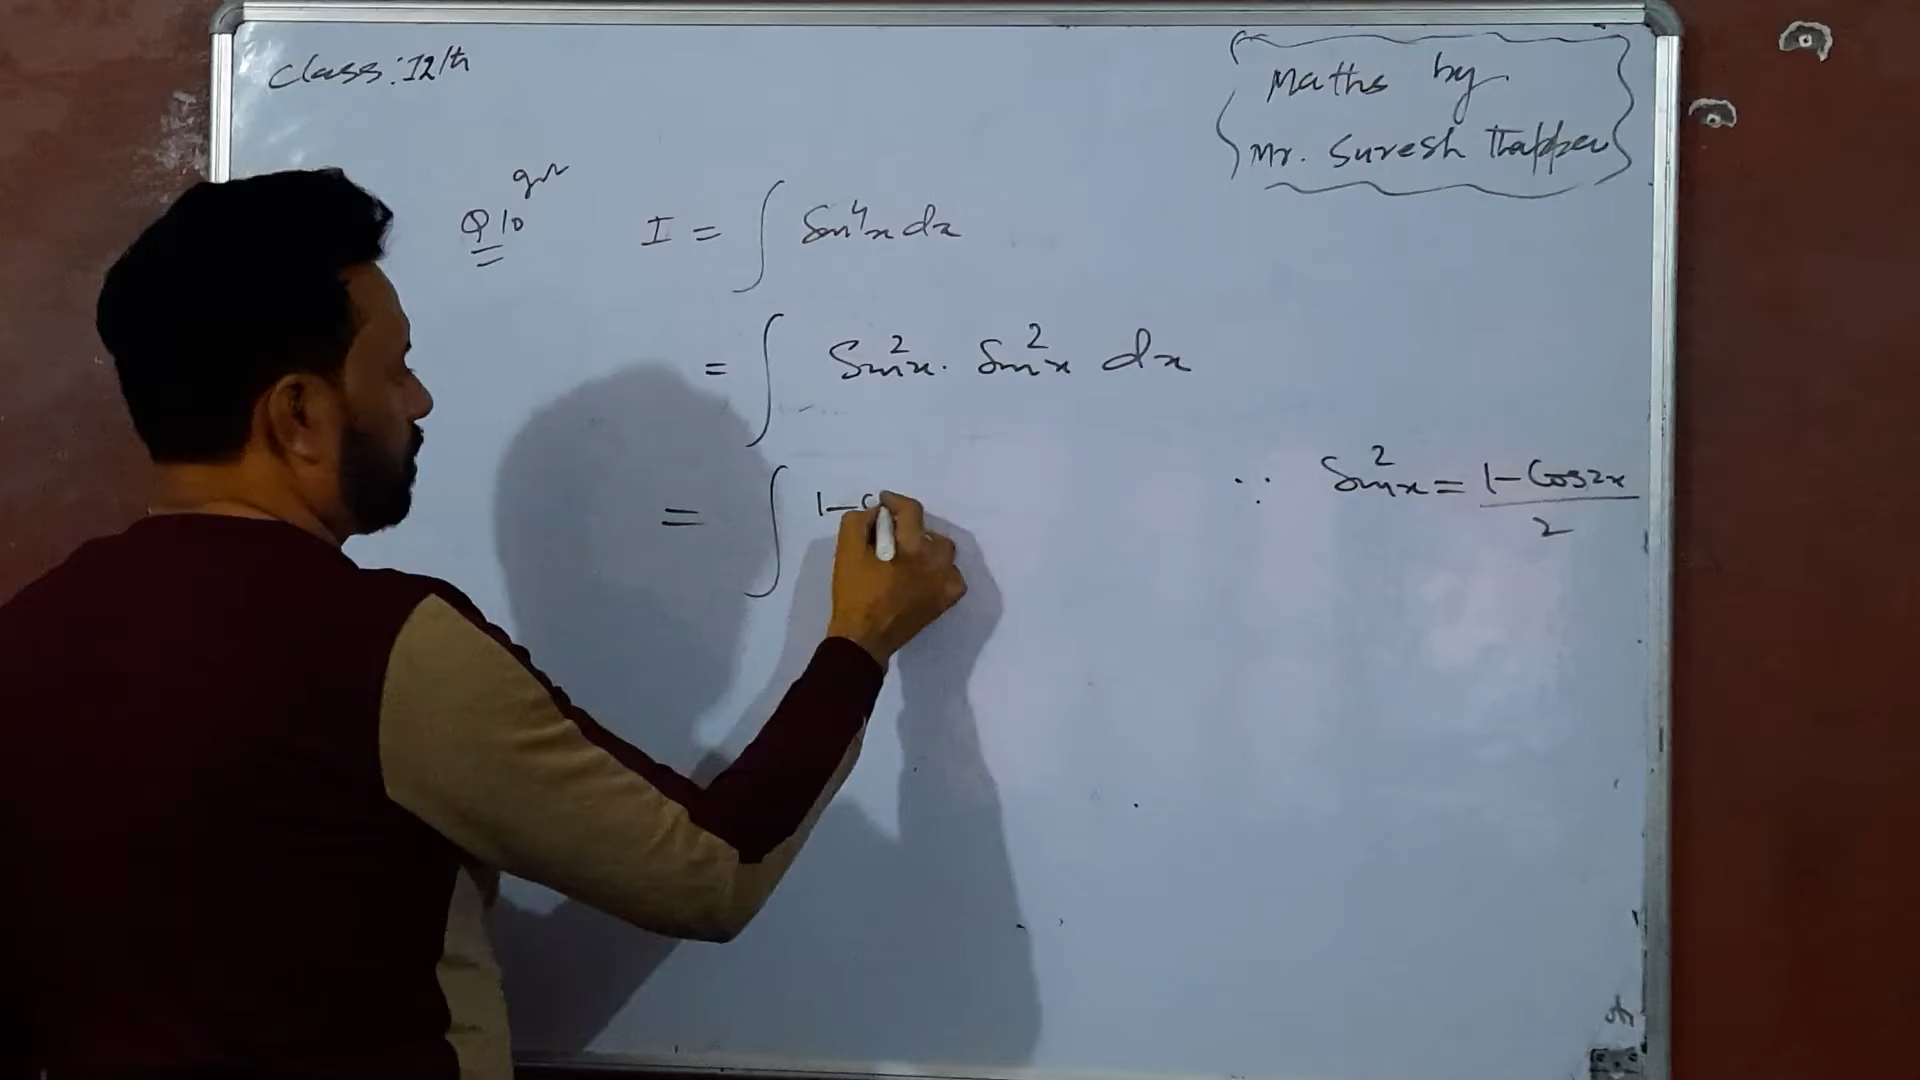 Class: 12th
Maths by
Mr. Suresh Thapper
Q10
I = ∫ Sin⁴x dx
= ∫ Sin²x. Sin²x dx
= ∫ 1-C
∵ Sin²x = 1-Cos2x
2